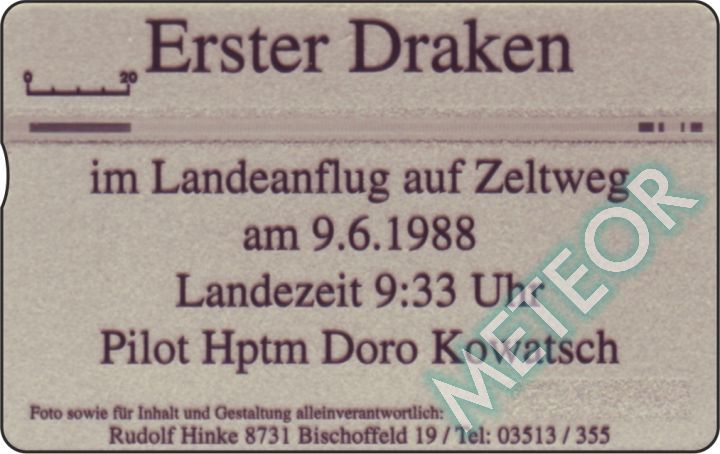 Erster Draken
0 20
im Landeanflug auf Zeltweg
am 9.6.1988
Landezeit 9:33 Uhr
Pilot Hptm Doro Kowatsch
METEOR
Foto sowie für Inhalt und Gestaltung alleinverantwortlich:
Rudolf Hinke 8731 Bischoffeld 19 / Tel: 03513 / 355